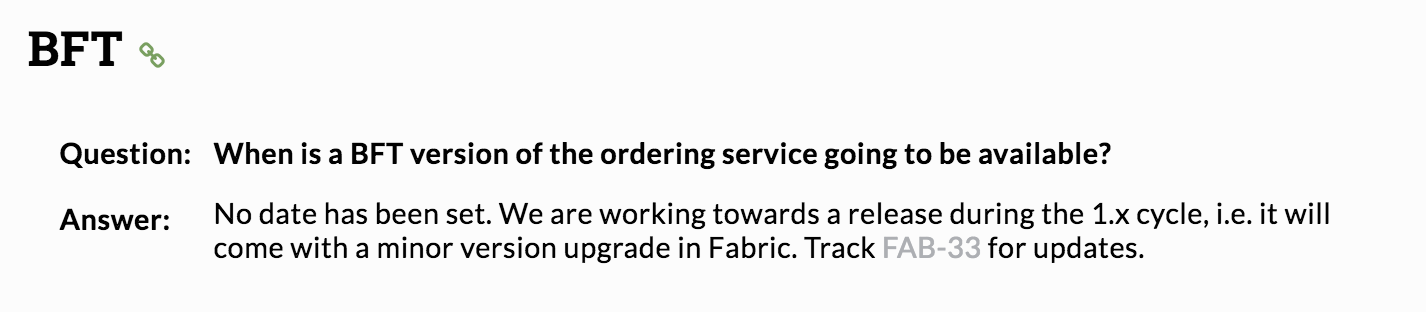 BFT
Question: When is a BFT version of the ordering service going to be available?
Answer: No date has been set. We are working towards a release during the 1.x cycle, i.e. it will
come with a minor version upgrade in Fabric. Track FAB-33 for updates.